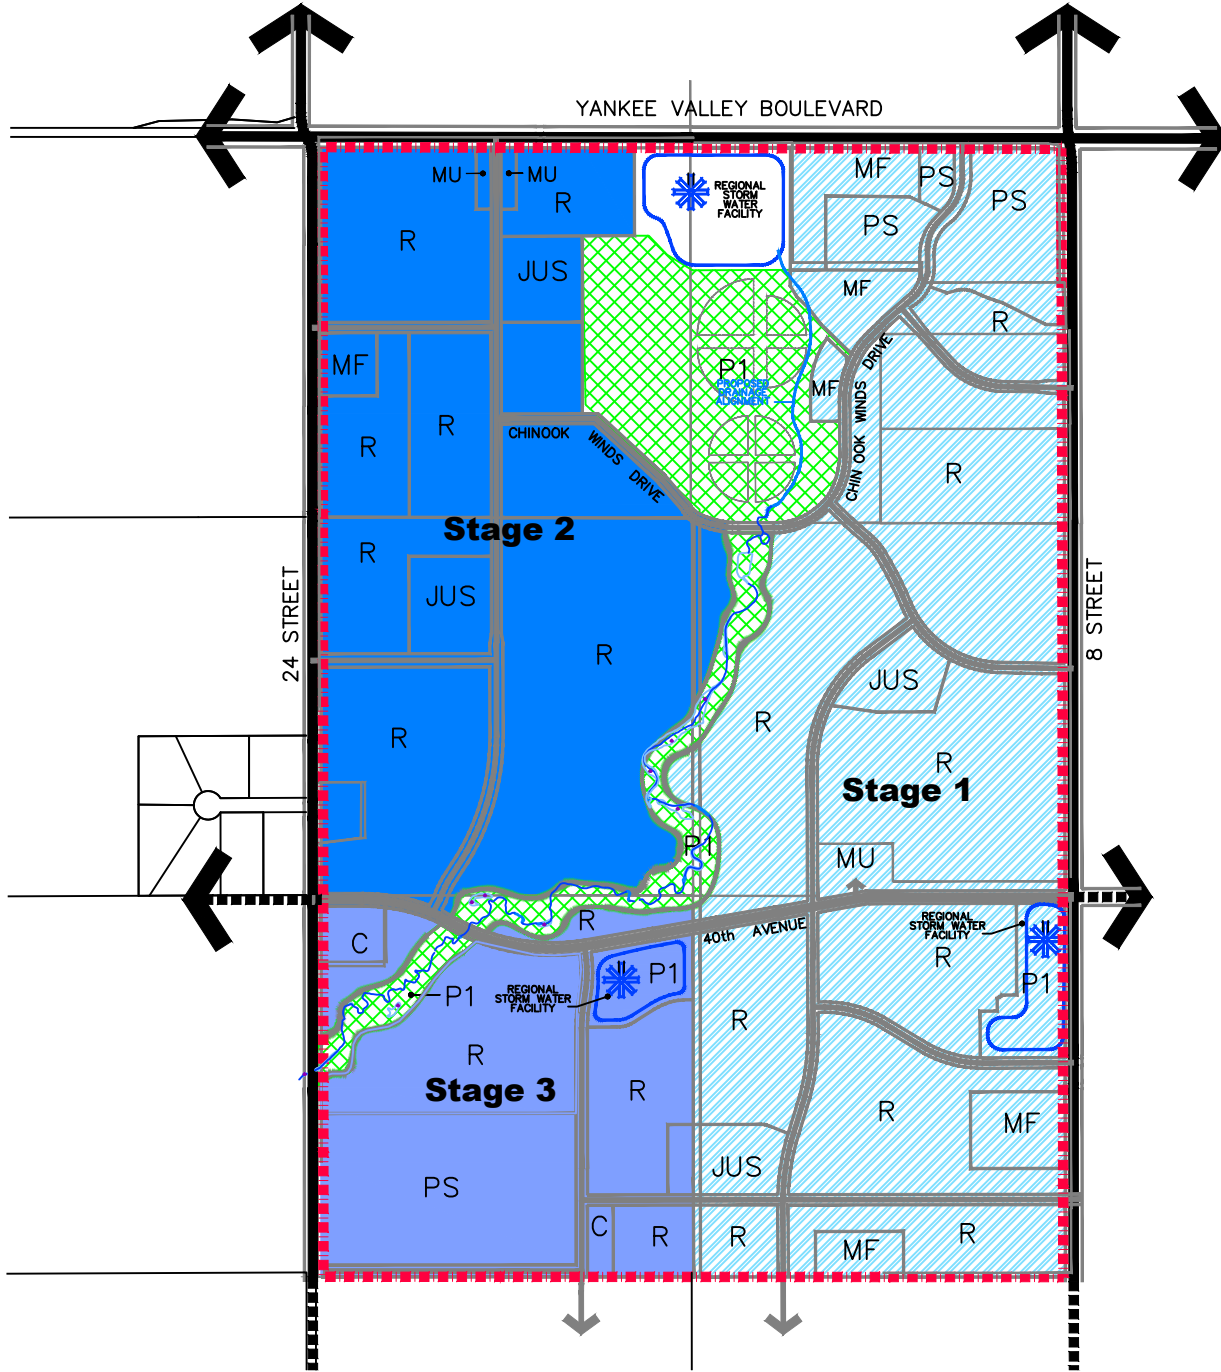 YANKEE VALLEY BOULEVARD
MU
MU
R
R
JUS
REGIONAL
STORM
WATER
FACILITY
MF
PS
PS
PS
MF
R
MF
R
R
R
JUS
CHINOOK WINDS DRIVE
P1
PROPOSED
DRAINAGE
ALIGNMENT
MF
CHINOOK WINDS DRIVE
R
Stage 2
24 STREET
8 STREET
R
R
R
JUS
R
Stage 1
P1
MU
C
R
40th AVENUE
REGIONAL
STORM WATER
FACILITY
R
P1
P1
REGIONAL
STORM WATER
FACILITY
P1
R
R
Stage 3
R
R
MF
PS
JUS
C
R
R
MF
R